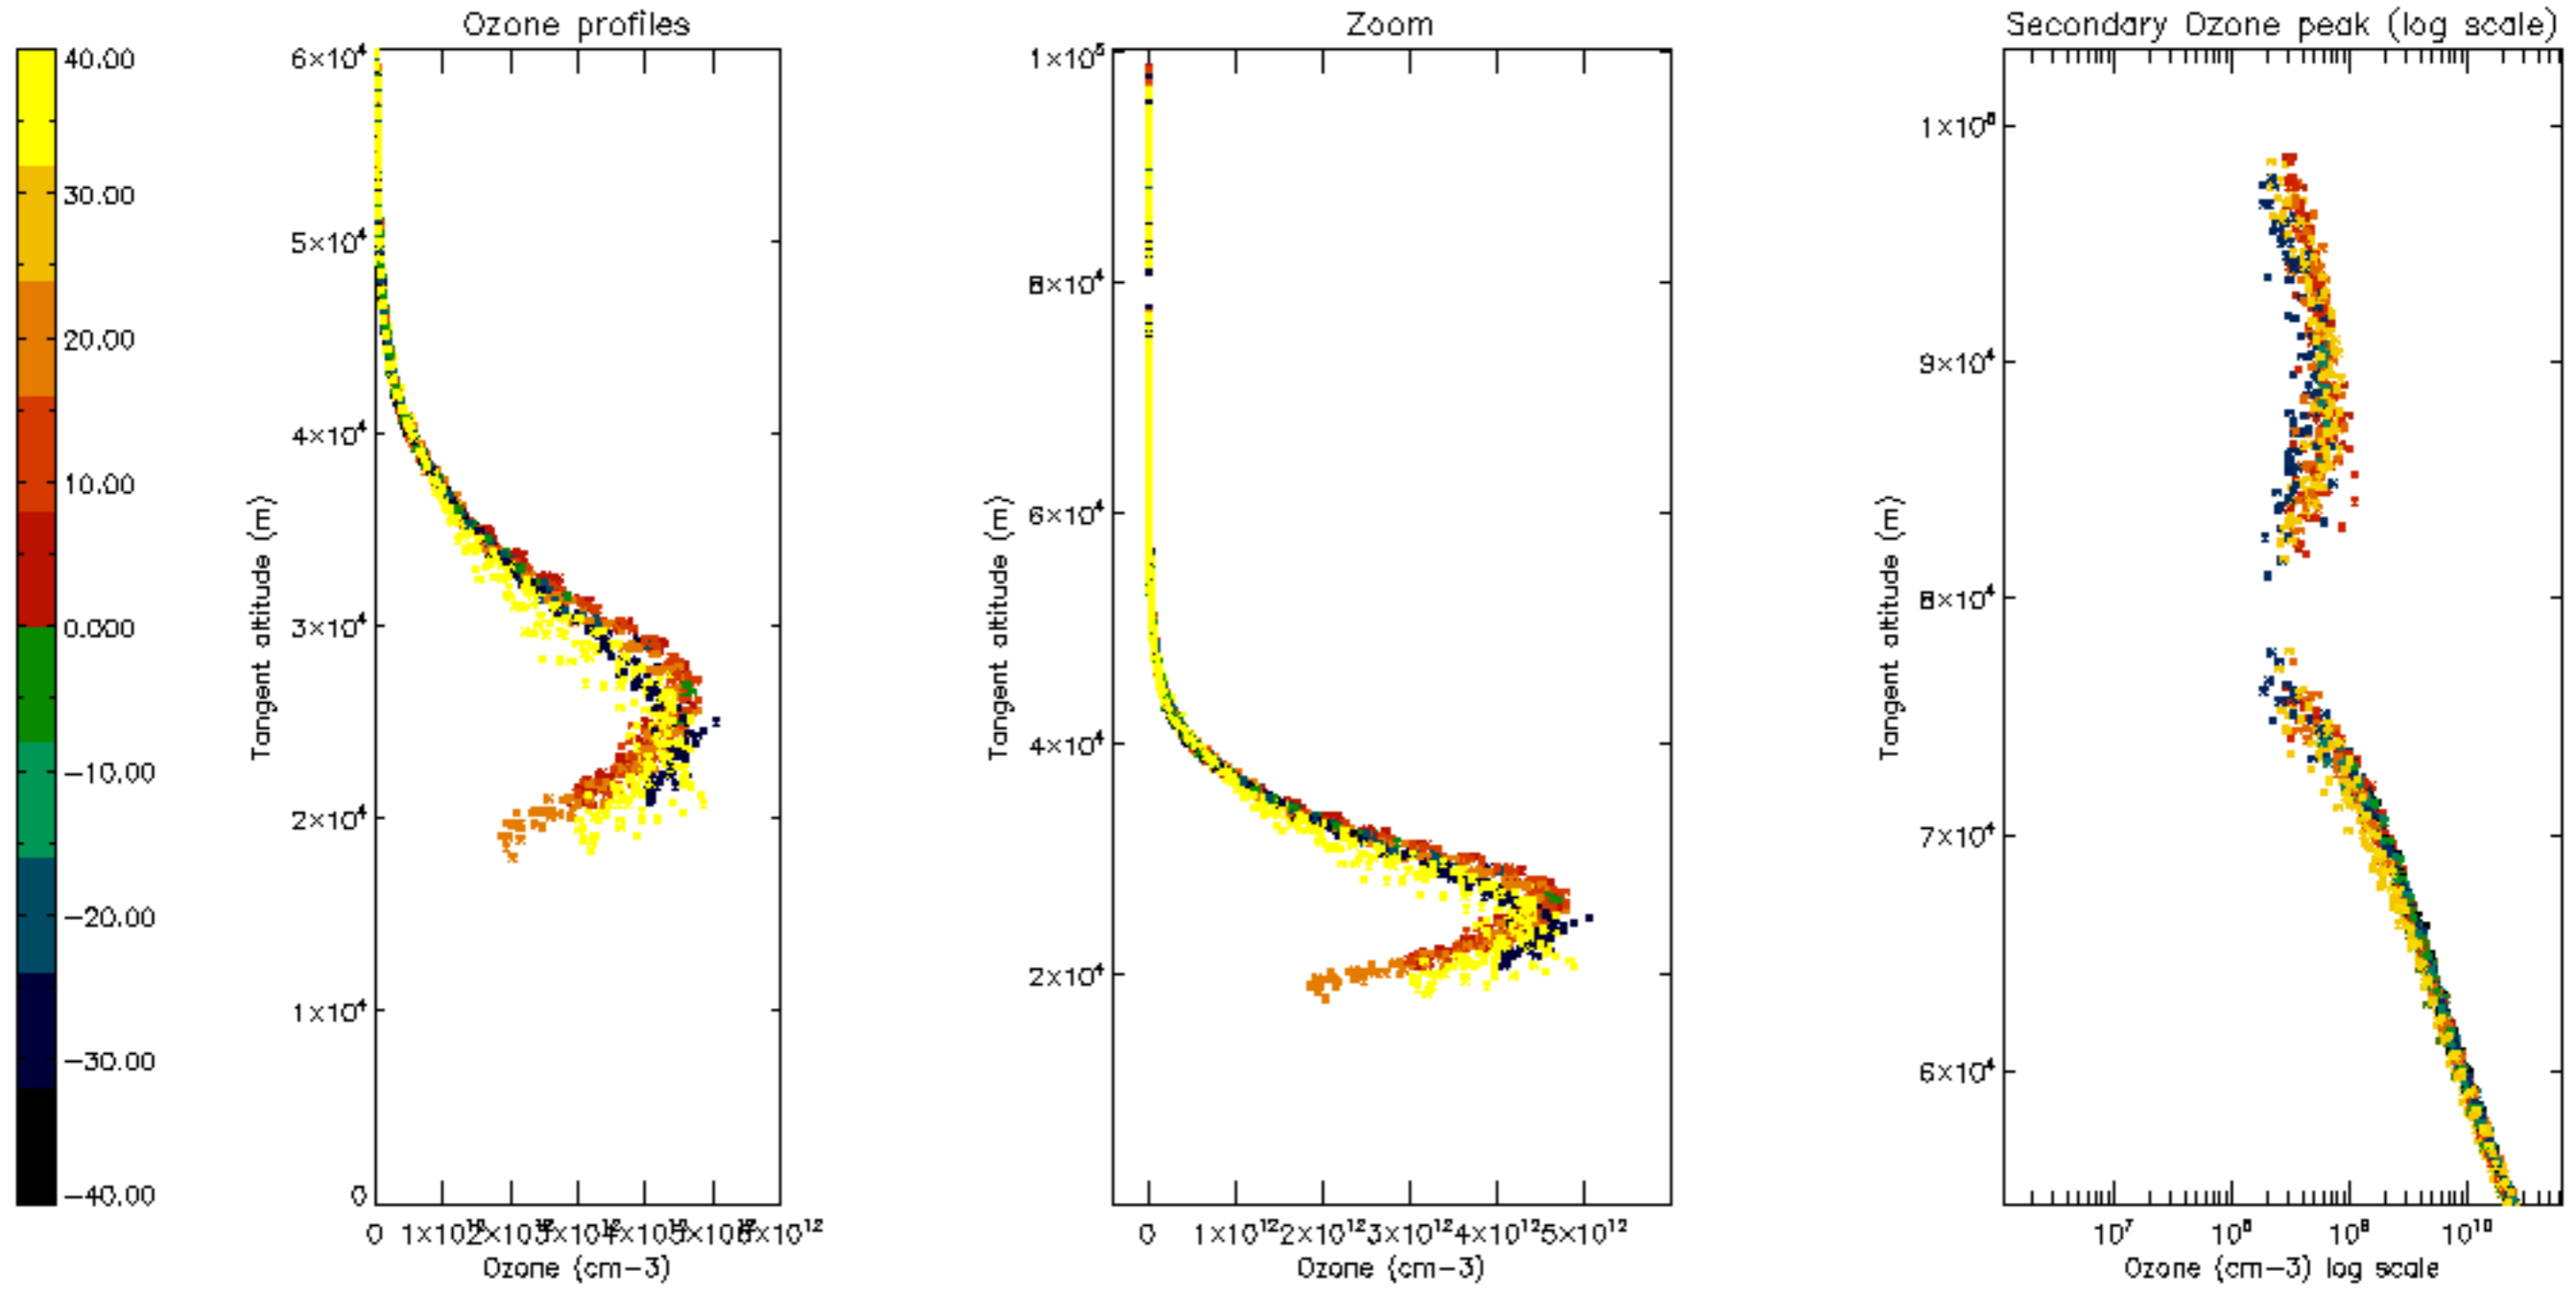 Ozone profiles
Zoom
Secondary Ozone peak (log scale)
40.00
30.00
20.00
10.00
0.000
−10.00
−20.00
−30.00
−40.00
6×10⁴
5×10⁴
4×10⁴
3×10⁴
2×10⁴
1×10⁴
0
Tangent altitude (m)
0 6×10¹²
Ozone (cm−3)
1×10⁵
8×10⁴
6×10⁴
4×10⁴
2×10⁴
Tangent altitude (m)
0 1×10¹² 2×10¹² 3×10¹² 4×10¹² 5×10¹²
Ozone (cm−3)
1×10⁵
9×10⁴
8×10⁴
7×10⁴
6×10⁴
Tangent altitude (m)
10⁷ 10⁸ 10⁹ 10¹⁰
Ozone (cm−3) log scale